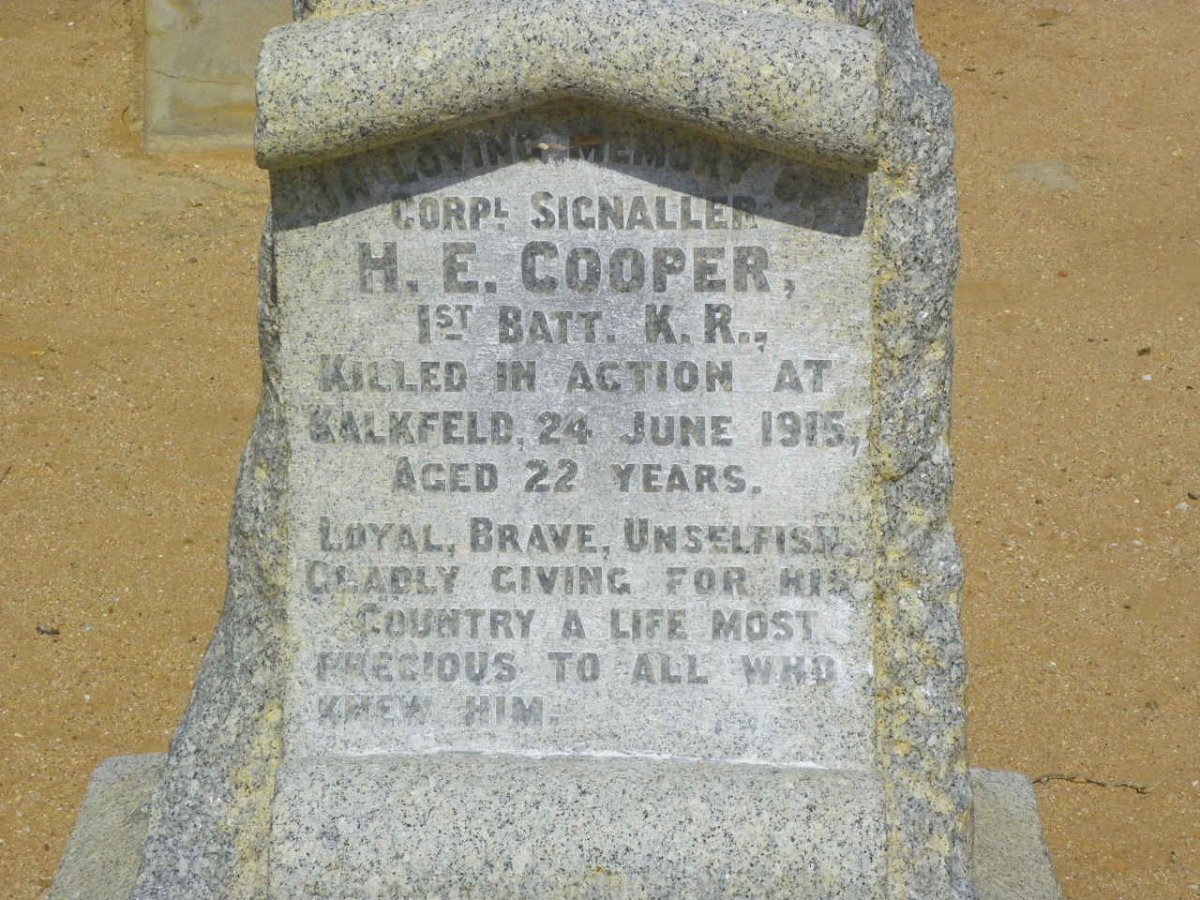 IN LOVING MEMORY OF
CORPL SIGNALLER
H. E. COOPER,
1ST BATT. K. R.,
KILLED IN ACTION AT
KALKFELD, 24 JUNE 1915,
AGED 22 YEARS.
LOYAL, BRAVE, UNSELFISH
GLADLY GIVING FOR HIS
COUNTRY A LIFE MOST
PRECIOUS TO ALL WHO
KNEW HIM.